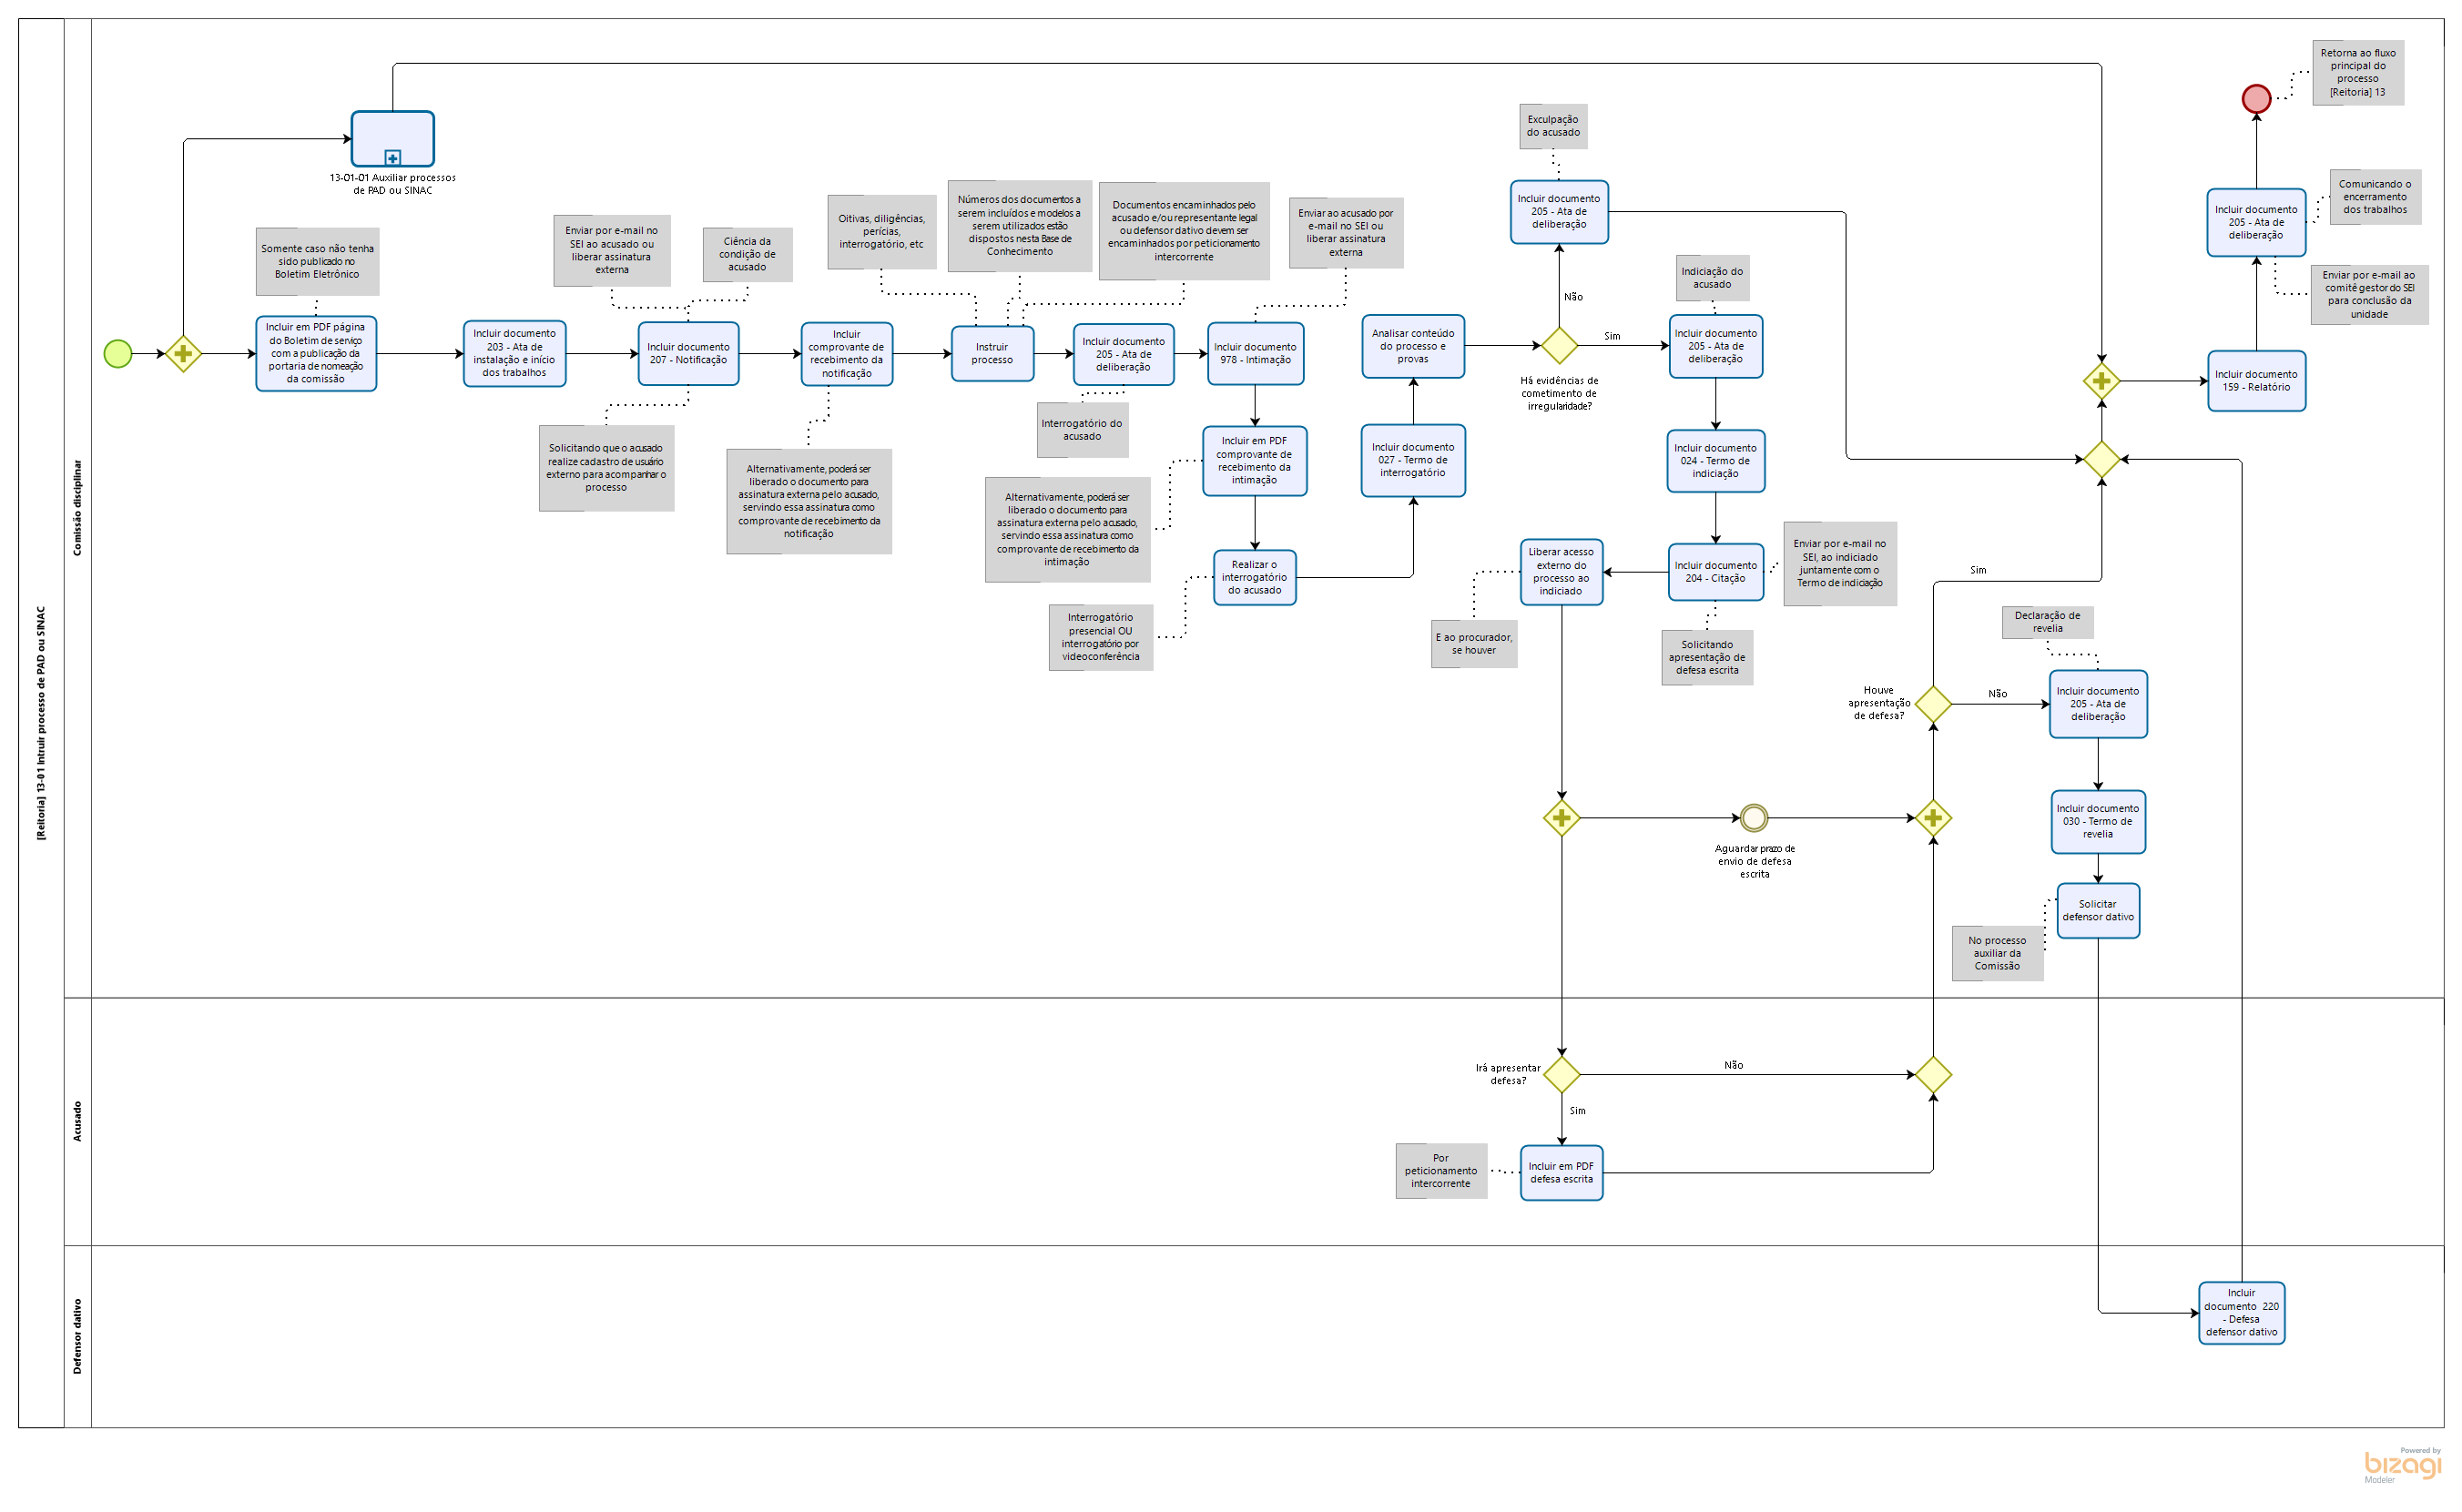 [Reitoria] 13-01 Intruir processo de PAD ou SINAC
Comissão disciplinar
13-01-01 Auxiliar processos
de PAD ou SINAC
Somente caso não tenha
sido publicado no
Boletim Eletrônico
Incluir em PDF página
do Boletim de serviço
com a publicação da
portaria de nomeação
da comissão
Incluir documento
203 - Ata de
instalação e início
dos trabalhos
Enviar por e-mail no
SEI ao acusado ou
liberar assinatura
externa
Ciência da
condição de
acusado
Incluir documento
207 - Notificação
Solicitando que o acusado
realize cadastro de usuário
externo para acompanhar o
processo
Incluir
comprovante de
recebimento da
notificação
Alternativamente, poderá ser
liberado o documento para
assinatura externa pelo acusado,
servindo essa assinatura como
comprovante de recebimento da
notificação
Oitivas, diligências,
perícias,
interrogatório, etc
Números dos documentos a
serem incluídos e modelos a
serem utilizados estão
dispostos nesta Base de
Conhecimento
Documentos encaminhados pelo
acusado e/ou representante legal
ou defensor dativo devem ser
encaminhados por peticionamento
intercorrente
Instruir
processo
Incluir documento
205 - Ata de
deliberação
Interrogatório do
acusado
Enviar ao acusado por
e-mail no SEI ou
liberar assinatura
externa
Incluir documento
978 - Intimação
Incluir em PDF
comprovante de
recebimento da
intimação
Alternativamente, poderá ser
liberado o documento para
assinatura externa pelo acusado,
servindo essa assinatura como
comprovante de recebimento da
intimação
Realizar o
interrogatório
do acusado
Interrogatório
presencial OU
interrogatório por
videoconferência
Incluir documento
027 - Termo de
interrogatório
Analisar conteúdo
do processo e
provas
Há evidências de
cometimento de
irregularidade?
Não
Sim
Exculpação
do acusado
Incluir documento
205 - Ata de
deliberação
Indiciação do
acusado
Incluir documento
205 - Ata de
deliberação
Incluir documento
024 - Termo de
indiciação
Incluir documento
204 - Citação
Enviar por e-mail no
SEI, ao indiciado
juntamente com o
Termo de indiciação
Solicitando
apresentação de
defesa escrita
Liberar acesso
externo do
processo ao
indiciado
E ao procurador,
se houver
Aguardar prazo de
envio de defesa
escrita
Houve
apresentação
de defesa?
Sim
Não
Declaração de
revelia
Incluir documento
205 - Ata de
deliberação
Incluir documento
030 - Termo de
revelia
Solicitar
defensor dativo
No processo
auxiliar da
Comissão
Incluir documento
159 - Relatório
Incluir documento
205 - Ata de
deliberação
Comunicando o
encerramento
dos trabalhos
Enviar por e-mail ao
comitê gestor do SEI
para conclusão da
unidade
Retorna ao fluxo
principal do
processo
[Reitoria] 13
Acusado
Irá apresentar
defesa?
Não
Sim
Por
peticionamento
intercorrente
Incluir em PDF
defesa escrita
Defensor dativo
Incluir
documento 220
- Defesa
defensor dativo
Powered by
bizagi
Modeler